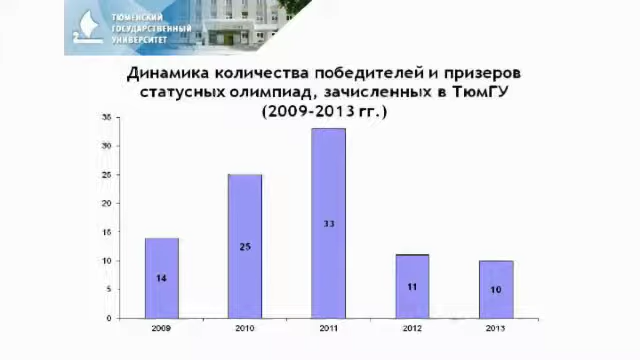 ТЮМЕНСКИЙ
ГОСУДАРСТВЕННЫЙ
УНИВЕРСИТЕТ
Динамика количества победителей и призеров
статусных олимпиад, зачисленных в ТюмГУ
(2009-2013 гг.)
35
30
25
20
15
10
5
0
14
25
33
11
10
2009 2010 2011 2012 2013